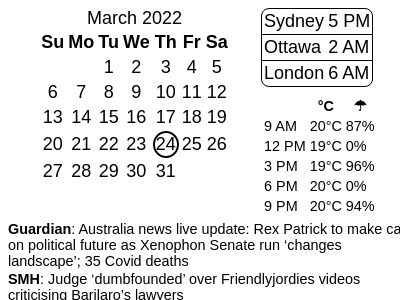 March 2022
Su Mo Tu We Th Fr Sa
1 2 3 4 5
6 7 8 9 10 11 12
13 14 15 16 17 18 19
20 21 22 23 24 25 26
27 28 29 30 31
Sydney 5 PM
Ottawa 2 AM
London 6 AM
°C ☂
9 AM 20°C 87%
12 PM 19°C 0%
3 PM 19°C 96%
6 PM 20°C 0%
9 PM 20°C 94%
Guardian: Australia news live update: Rex Patrick to make ca
on political future as Xenophon Senate run ‘changes
landscape’; 35 Covid deaths
SMH: Judge ‘dumbfounded’ over Friendlyjordies videos
criticising Barilaro’s lawyers